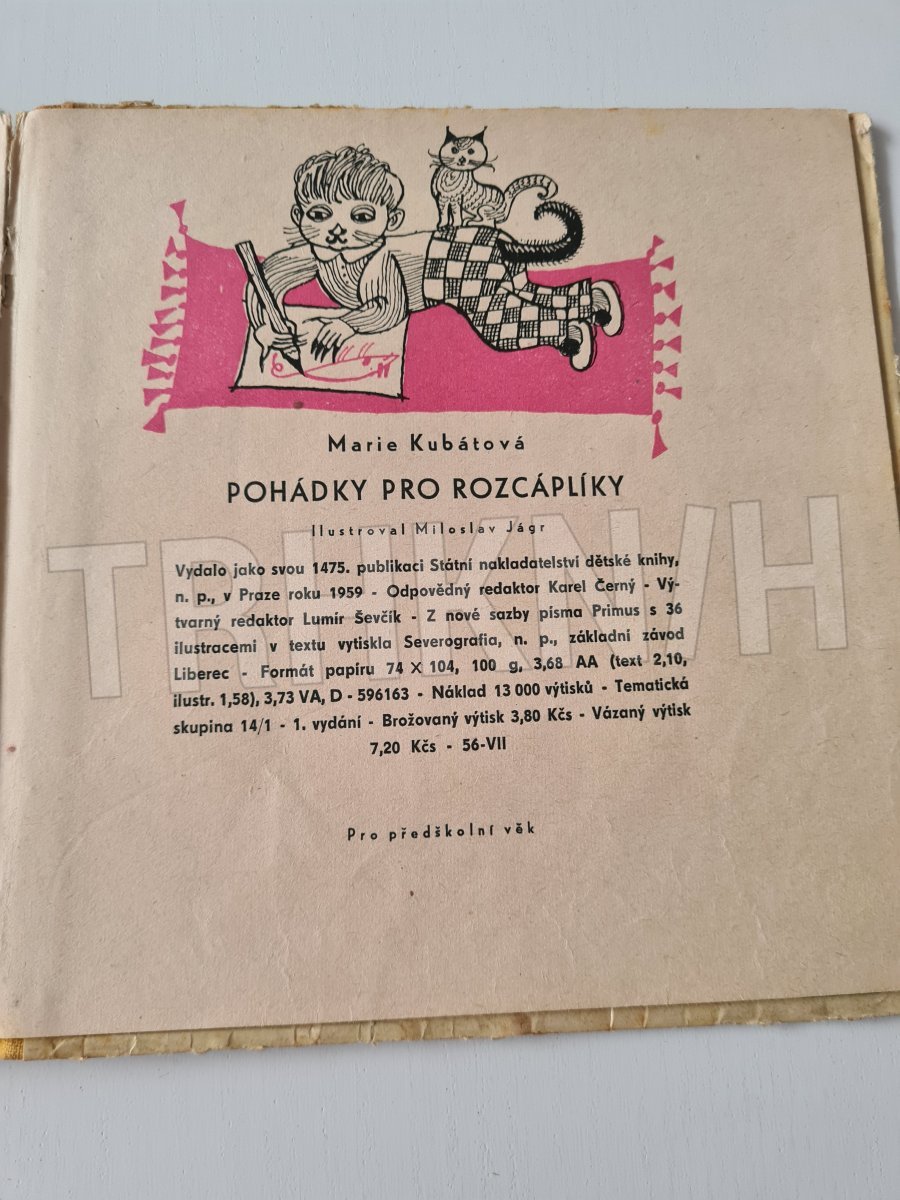 Marie Kubátová
POHÁDKY PRO ROZCÁPLÍKY
Ilustroval Miloslav Jágr
Vydalo jako svou 1475. publikaci Státní nakladatelství dětské knihy,
n. p., v Praze roku 1959 - Odpovědný redaktor Karel Černý - Vý-
tvarný redaktor Lumír Ševčík - Z nové sazby písma Primus s 36
ilustracemi v textu vytiskla Severografia, n. p., základní závod
Liberec - Formát papíru 74 × 104, 100 g, 3,68 AA (text 2,10,
ilustr. 1,58), 3,73 VA, D - 596163 - Náklad 13 000 výtisků - Tematická
skupina 14/1 - 1. vydání - Brožovaný výtisk 3,80 Kčs - Vázaný výtisk
7,20 Kčs - 56-VII
Pro předškolní věk